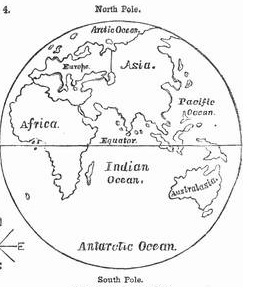 4.
North Pole.
Arctic Ocean.
Europe.
Asia.
Pacific
Ocean.
Africa.
Equator.
Indian
Ocean.
Australasia.
E
Antarctic Ocean.
South Pole.